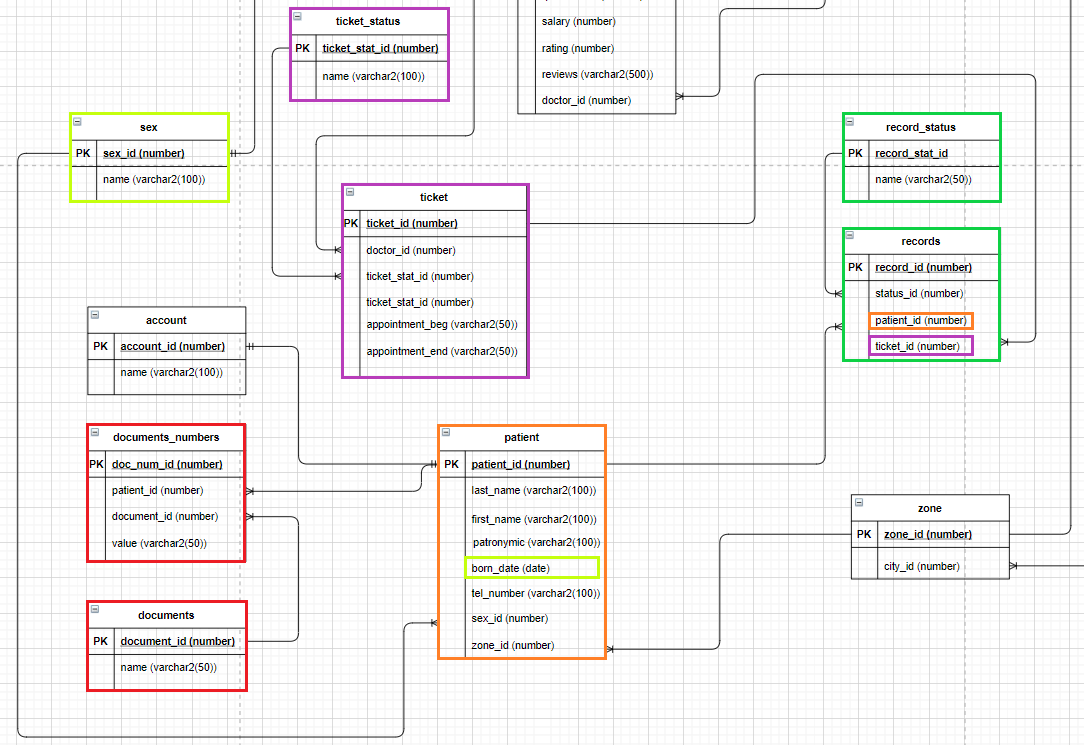 ticket_status
PK ticket_stat_id (number)
name (varchar2(100))
salary (number)
rating (number)
reviews (varchar2(500))
doctor_id (number)
sex
PK sex_id (number)
name (varchar2(100))
record_status
PK record_stat_id
name (varchar2(50))
ticket
PK ticket_id (number)
doctor_id (number)
ticket_stat_id (number)
ticket_stat_id (number)
appointment_beg (varchar2(50))
appointment_end (varchar2(50))
records
PK record_id (number)
status_id (number)
patient_id (number)
ticket_id (number)
account
PK account_id (number)
name (varchar2(100))
documents_numbers
PK doc_num_id (number)
patient_id (number)
document_id (number)
value (varchar2(50))
patient
PK patient_id (number)
last_name (varchar2(100))
first_name (varchar2(100))
patronymic (varchar2(100))
born_date (date)
tel_number (varchar2(100))
sex_id (number)
zone_id (number)
zone
PK zone_id (number)
city_id (number)
documents
PK document_id (number)
name (varchar2(50))